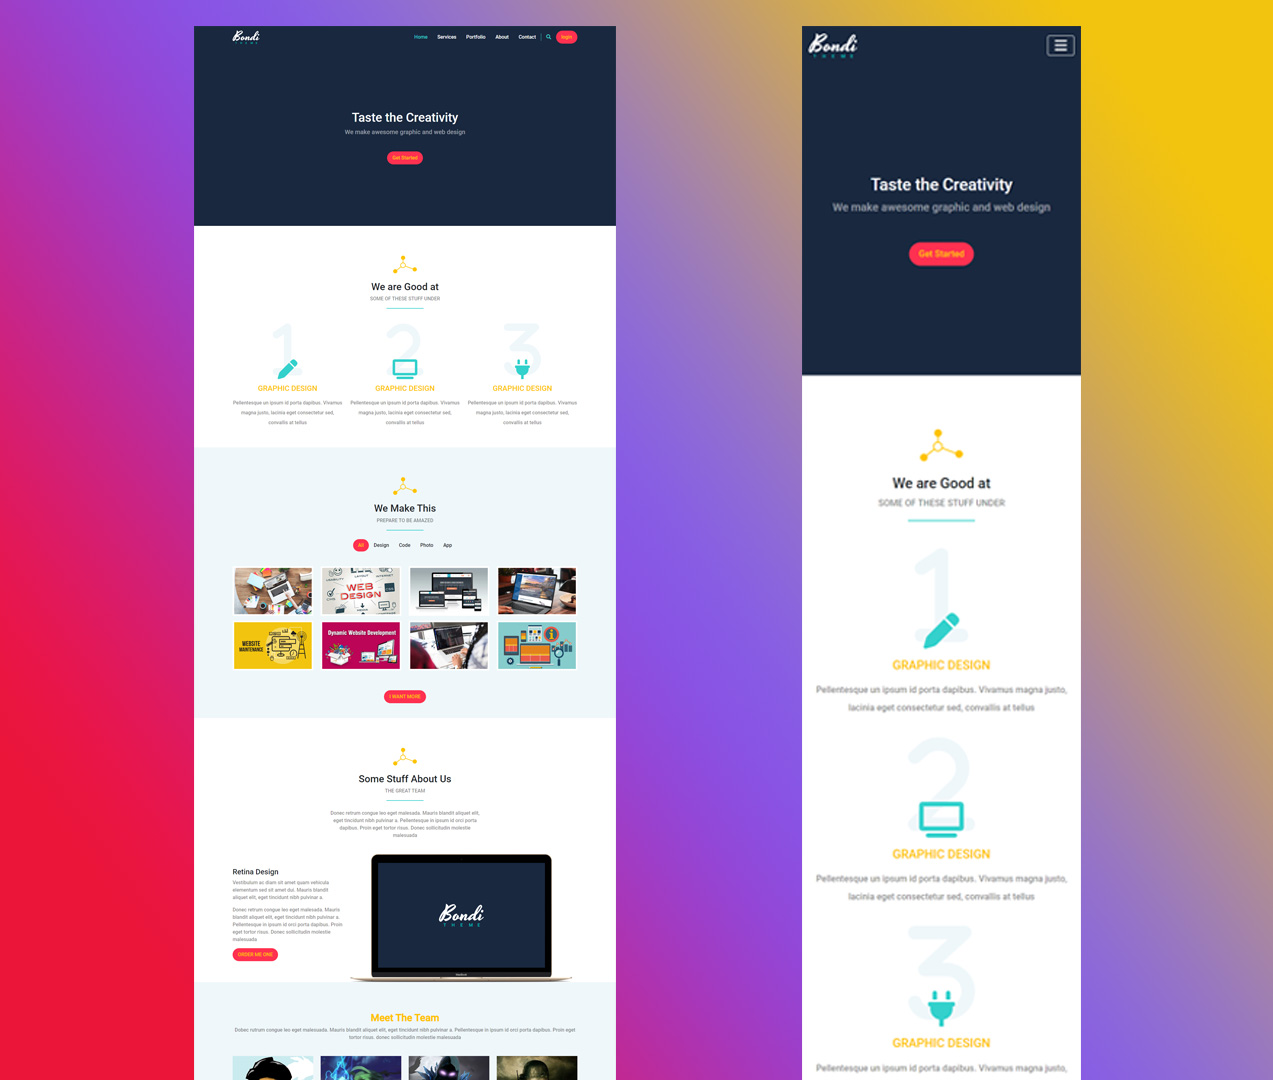 Bondi
THEME
Home Services Portfolio About Contact login
Taste the Creativity
We make awesome graphic and web design
Get Started
We are Good at
SOME OF THESE STUFF UNDER
1 2 3
GRAPHIC DESIGN GRAPHIC DESIGN GRAPHIC DESIGN
Pellentesque un ipsum id porta dapibus. Vivamus Pellentesque un ipsum id porta dapibus. Vivamus Pellentesque un ipsum id porta dapibus. Vivamus
magna justo, lacinia eget consectetur sed, magna justo, lacinia eget consectetur sed, magna justo, lacinia eget consectetur sed,
convallis at tellus convallis at tellus convallis at tellus
We Make This
PREPARE TO BE AMAZED
All Design Code Photo App
WEB
DESIGN
WEBSITE
MAINTENANCE
Dynamic Website Development
I WANT MORE
Some Stuff About Us
THE GREAT TEAM
Donec rutrum congue leo eget malesuada. Mauris blandit aliquet elit,
eget tincidunt nibh pulvinar a. Pellentesque in ipsum id orci porta
dapibus. Proin eget tortor risus. Donec sollicitudin molestie
malesuada
Retina Design
Vestibulum ac diam sit amet quam vehicula
elementum sed sit amet dui. Mauris blandit
aliquet elit, eget tincidunt nibh pulvinar a.
Donec rutrum congue leo eget malesuada. Mauris
blandit aliquet elit, eget tincidunt nibh pulvinar a.
Pellentesque in ipsum id orci porta dapibus. Proin
eget tortor risus. Donec sollicitudin molestie
malesuada
ORDER ME ONE
Bondi
THEME
Meet The Team
Donec rutrum congue leo eget malesuada. Mauris blandit aliquet elit, eget tincidunt nibh pulvinar a. Pellentesque in ipsum id orci porta dapibus. Proin eget
tortor risus. donec sollicitudin molestie malesuada
Bondi
THEME
Taste the Creativity
We make awesome graphic and web design
Get Started
We are Good at
SOME OF THESE STUFF UNDER
1
GRAPHIC DESIGN
Pellentesque un ipsum id porta dapibus. Vivamus magna justo,
lacinia eget consectetur sed, convallis at tellus
2
GRAPHIC DESIGN
Pellentesque un ipsum id porta dapibus. Vivamus magna justo,
lacinia eget consectetur sed, convallis at tellus
3
GRAPHIC DESIGN
Pellentesque un ipsum id porta dapibus. Vivamus magna justo,